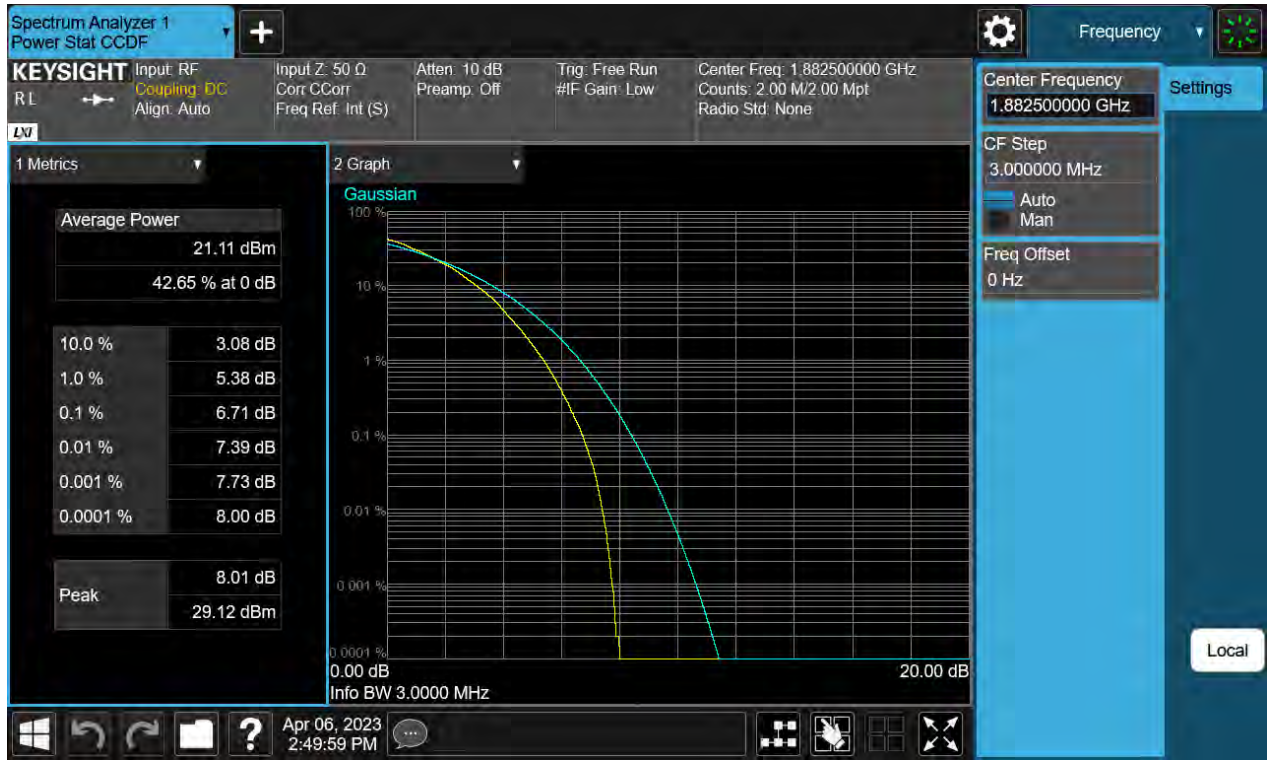 Spectrum Analyzer 1
Power Stat CCDF
+
Frequency
KEYSIGHT
RL
LXI
Input: RF
Coupling: DC
Align: Auto
Input Z: 50 Ω
Corr CCorr
Freq Ref: Int (S)
Atten: 10 dB
Preamp: Off
Trig: Free Run
#IF Gain: Low
Center Freq: 1.882500000 GHz
Counts: 2.00 M/2.00 Mpt
Radio Std: None
Center Frequency
1.882500000 GHz
Settings
CF Step
3.000000 MHz
Auto
Man
Freq Offset
0 Hz
1 Metrics
Average Power
21.11 dBm
42.65 % at 0 dB
10.0 % 3.08 dB
1.0 % 5.38 dB
0.1 % 6.71 dB
0.01 % 7.39 dB
0.001 % 7.73 dB
0.0001 % 8.00 dB
Peak
8.01 dB
29.12 dBm
2 Graph
Gaussian
100 %
10 %
1 %
0.1 %
0.01 %
0.001 %
0.0001 %
0.00 dB 20.00 dB
Info BW 3.0000 MHz
Local
?
Apr 06, 2023
2:49:59 PM